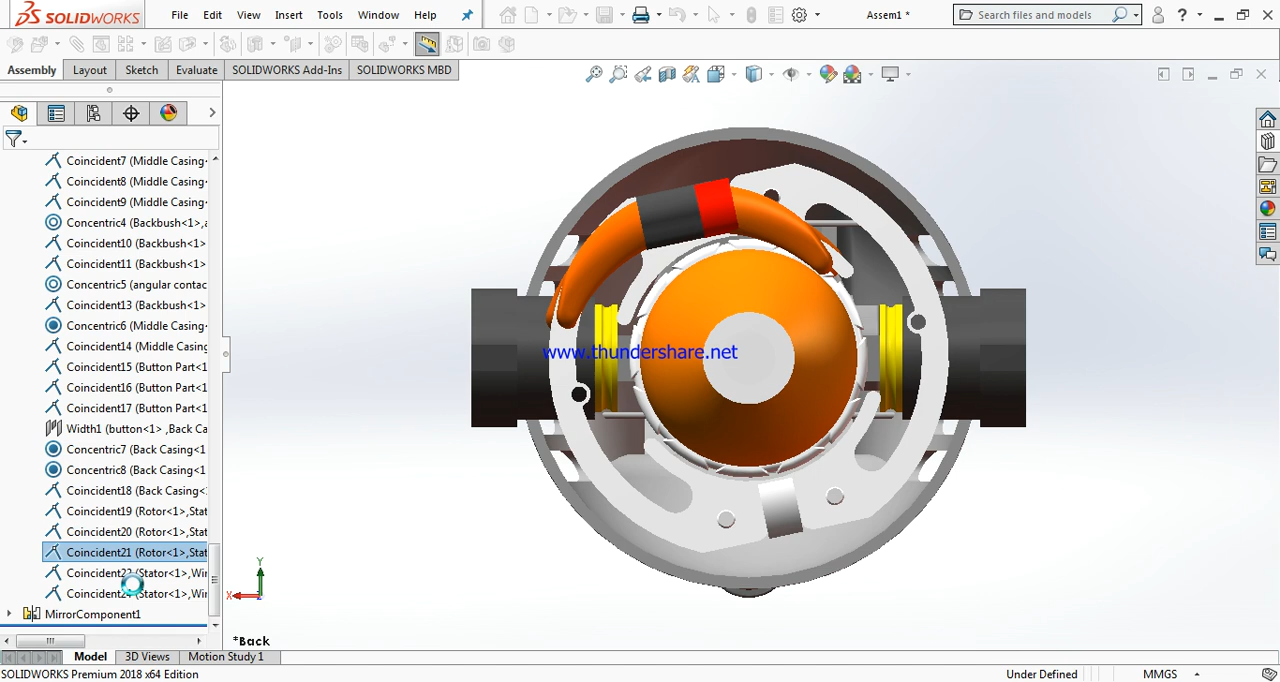 SOLIDWORKS
File Edit View Insert Tools Window Help
Assem1 *
Search files and models
Assembly Layout Sketch Evaluate SOLIDWORKS Add-Ins SOLIDWORKS MBD
Coincident7 (Middle Casing
Coincident8 (Middle Casing
Coincident9 (Middle Casing
Concentric4 (Backbush<1>,a
Coincident10 (Backbush<1>
Coincident11 (Backbush<1>
Concentric5 (angular contac
Coincident13 (Backbush<1>
Concentric6 (Middle Casing
Coincident14 (Middle Casing
Coincident15 (Button Part<1
Coincident16 (Button Part<1
Coincident17 (Button Part<1
Width1 (button<1> ,Back Ca
Concentric7 (Back Casing<1
Concentric8 (Back Casing<1
Coincident18 (Back Casing<
Coincident19 (Rotor<1>,Stat
Coincident20 (Rotor<1>,Stat
Coincident21 (Rotor<1>,Stat
(Stator<1>,Wir
(Stator<1>,Wir
MirrorComponent1
www.thundershare.net
Y
X
*Back
Model 3D Views Motion Study 1
SOLIDWORKS Premium 2018 x64 Edition
Under Defined
MMGS